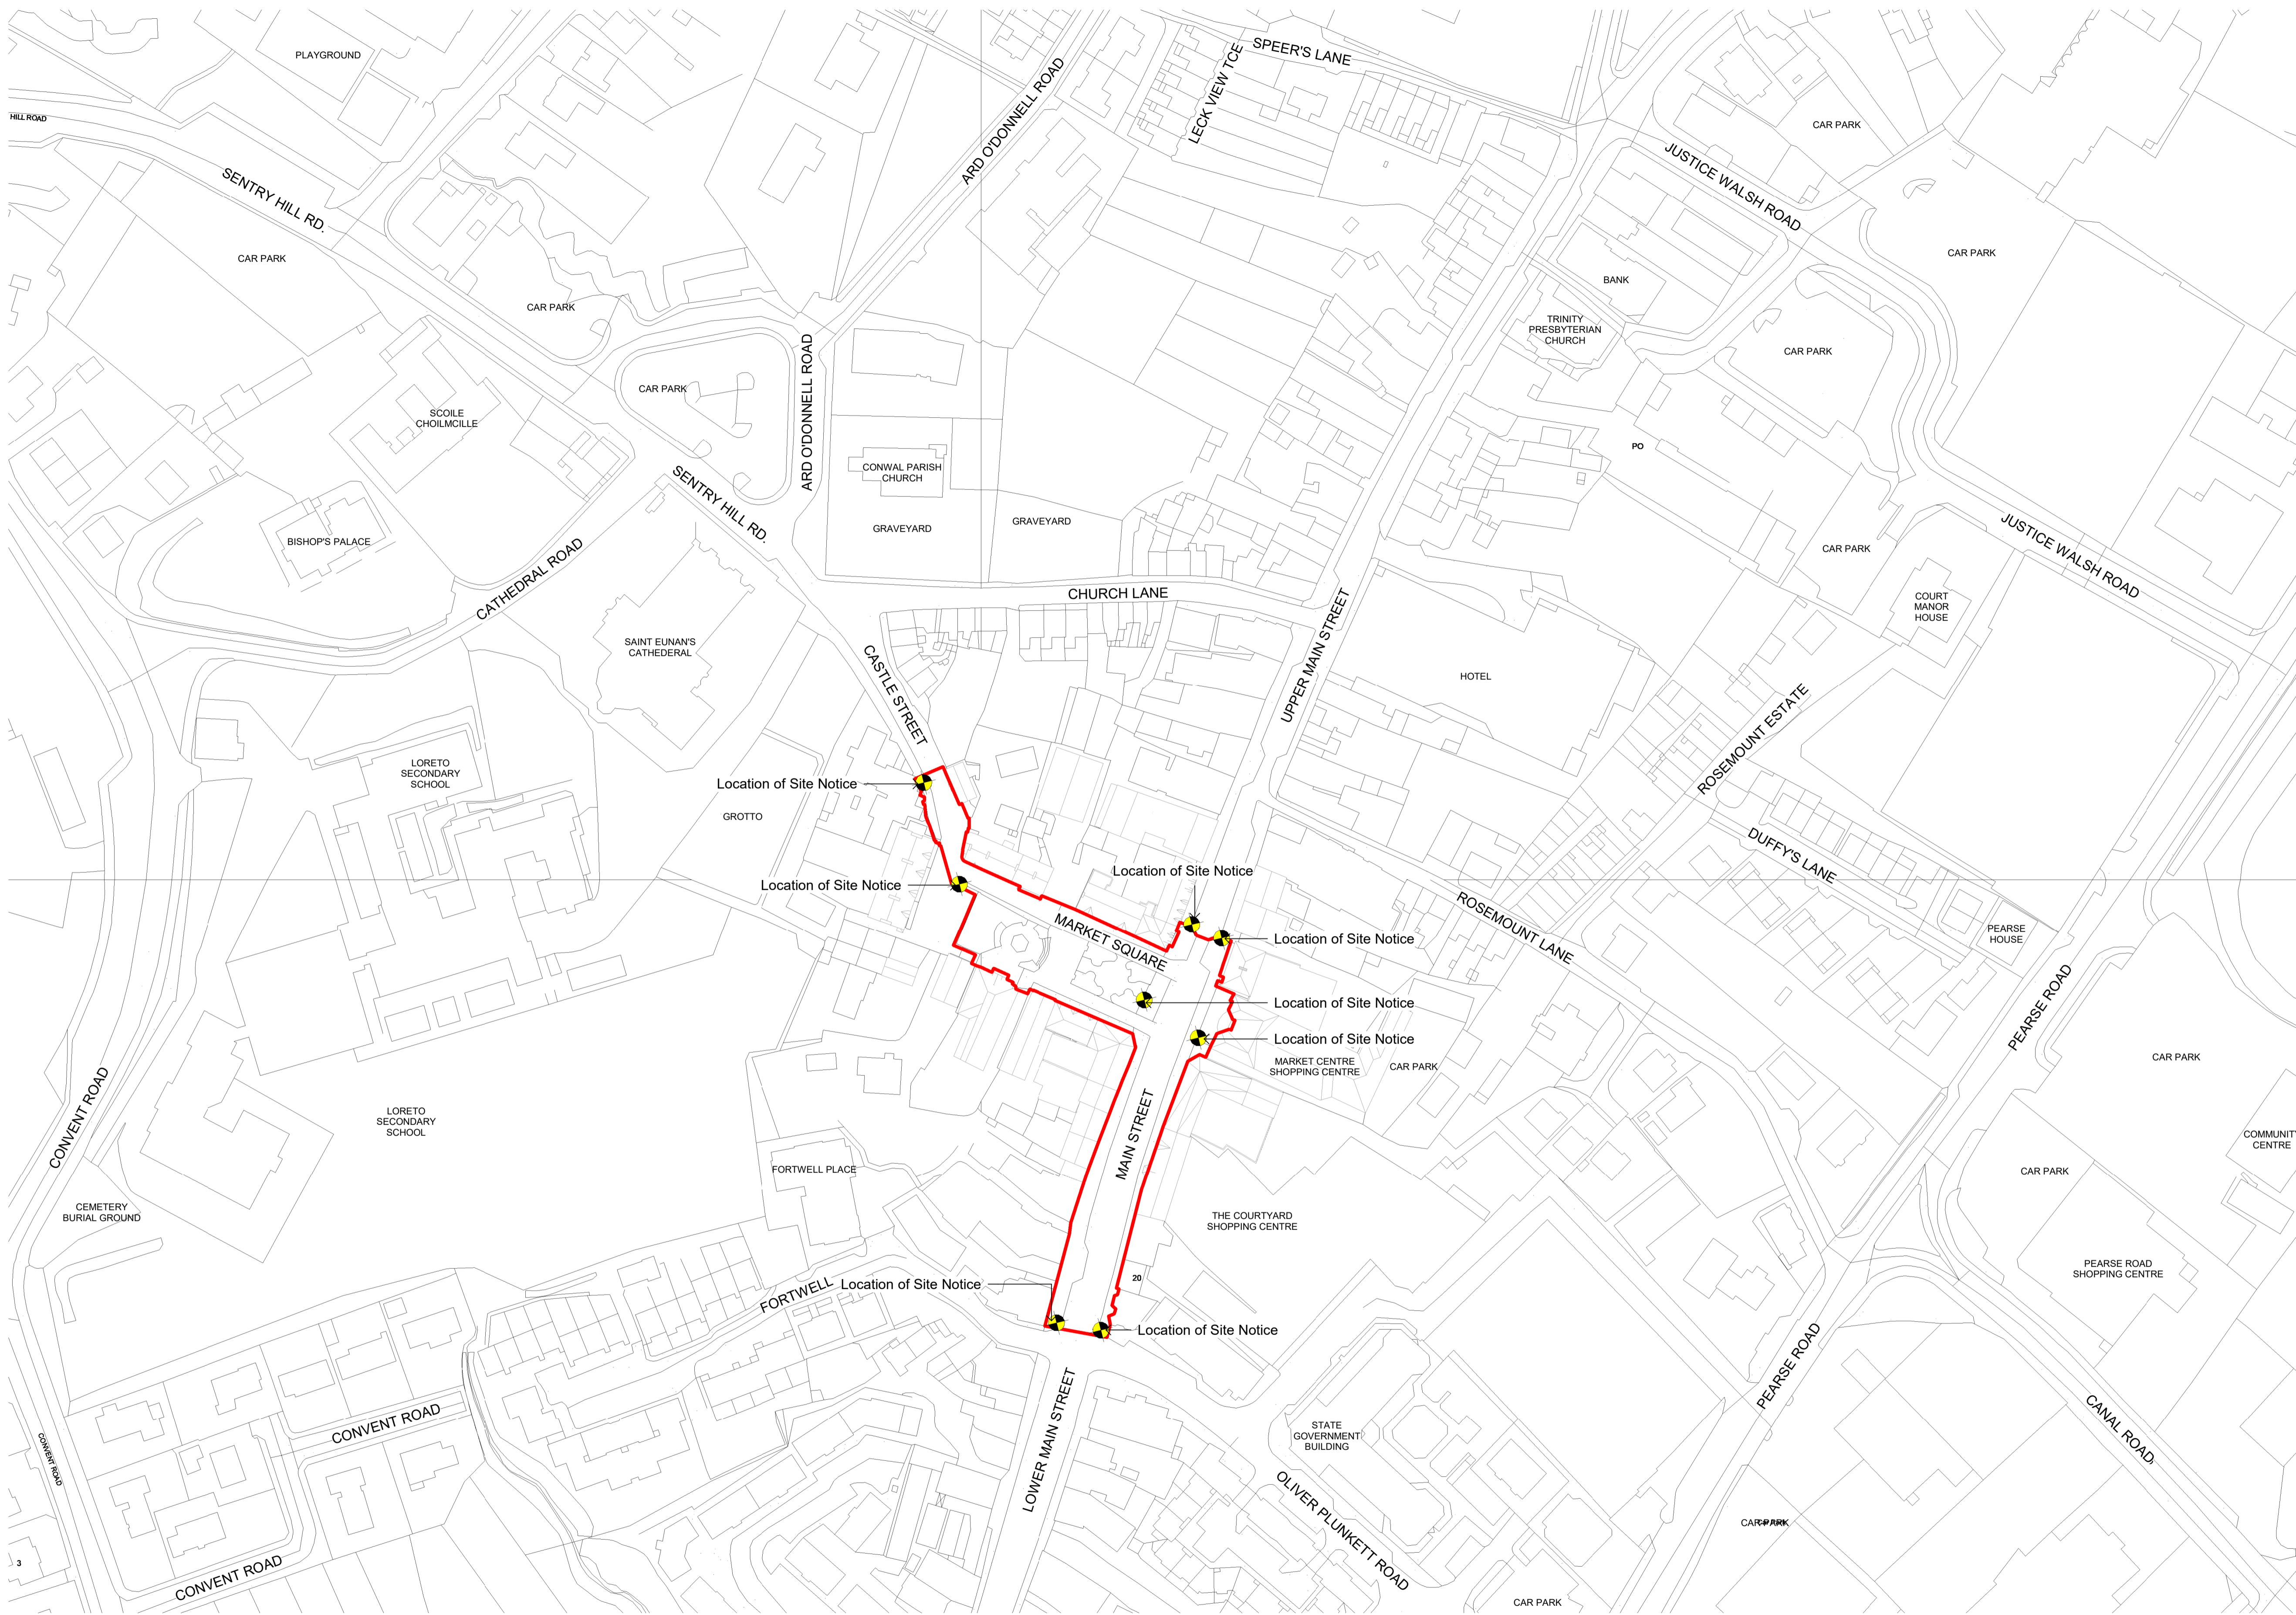 SPEER'S LANE
PLAYGROUND
LECK VIEW TCE
ARD O'DONNELL ROAD
HILL ROAD
CAR PARK
JUSTICE WALSH ROAD
SENTRY HILL RD.
CAR PARK
CAR PARK
BANK
CAR PARK
TRINITY
PRESBYTERIAN
CHURCH
CAR PARK
CAR PARK
ARD O'DONNELL ROAD
SCOILE
CHOILMCILLE
PO
CONWAL PARISH
CHURCH
SENTRY HILL RD.
GRAVEYARD
GRAVEYARD
BISHOP'S PALACE
CAR PARK
JUSTICE WALSH ROAD
CATHEDRAL ROAD
CHURCH LANE
COURT
MANOR
HOUSE
SAINT EUNAN'S
CATHEDERAL
UPPER MAIN STREET
HOTEL
CASTLE STREET
ROSEMOUNT ESTATE
LORETO
SECONDARY
SCHOOL
Location of Site Notice
GROTTO
DUFFY'S LANE
Location of Site Notice
Location of Site Notice
ROSEMOUNT LANE
MARKET SQUARE
Location of Site Notice
PEARSE
HOUSE
Location of Site Notice
PEARSE ROAD
Location of Site Notice
MARKET CENTRE
SHOPPING CENTRE
CAR PARK
CAR PARK
CONVENT ROAD
LORETO
SECONDARY
SCHOOL
MAIN STREET
COMMUNITY
CENTRE
FORTWELL PLACE
CAR PARK
CEMETERY
BURIAL GROUND
THE COURTYARD
SHOPPING CENTRE
PEARSE ROAD
SHOPPING CENTRE
20
FORTWELL
Location of Site Notice
Location of Site Notice
PEARSE ROAD
CONVENT ROAD
LOWER MAIN STREET
STATE
GOVERNMENT
BUILDING
CANAL ROAD
CONVENT ROAD
OLIVER PLUNKETT ROAD
CAR PARK
3
CONVENT ROAD
CAR PARK